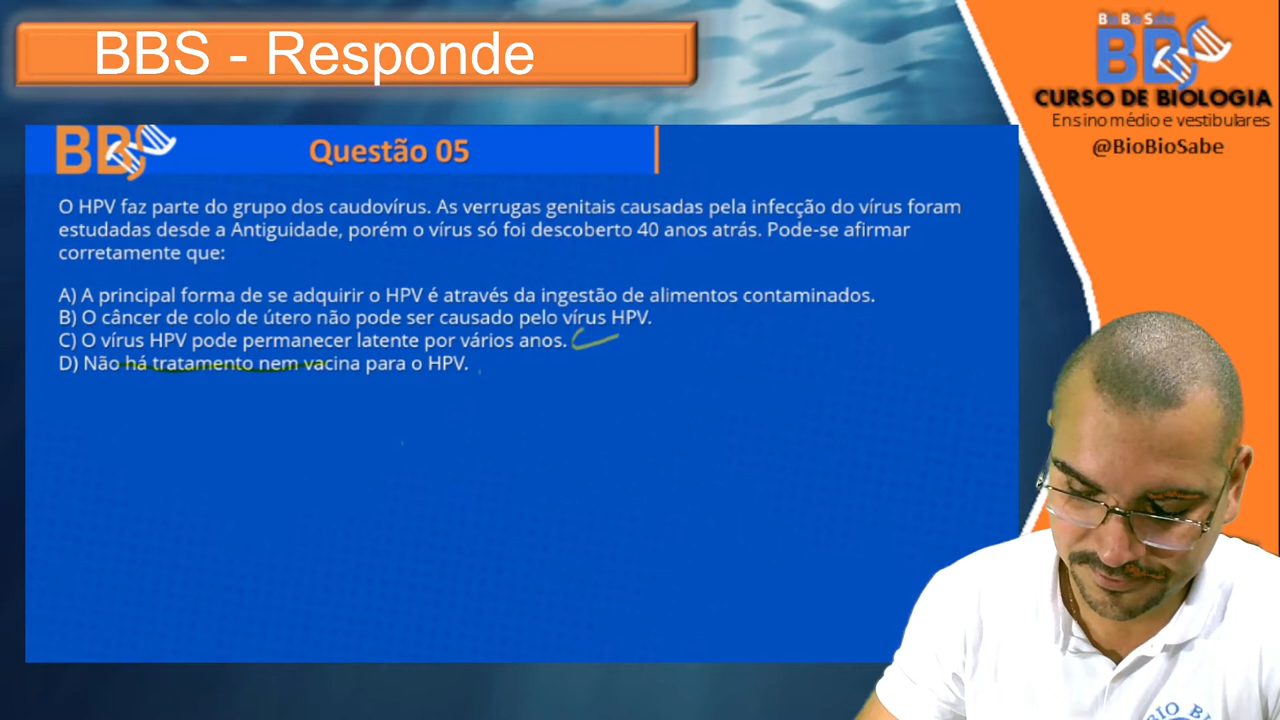 BBS - Responde
Bio Bio Sabe
BBS
CURSO DE BIOLOGIA
Ensino médio e vestibulares
@BioBioSabe
BBS
Questão 05
O HPV faz parte do grupo dos caudovírus. As verrugas genitais causadas pela infecção do vírus foram
estudadas desde a Antiguidade, porém o vírus só foi descoberto 40 anos atrás. Pode-se afirmar
corretamente que:
A) A principal forma de se adquirir o HPV é através da ingestão de alimentos contaminados.
B) O câncer de colo de útero não pode ser causado pelo vírus HPV.
C) O vírus HPV pode permanecer latente por vários anos.
D) Não há tratamento nem vacina para o HPV.
BIO